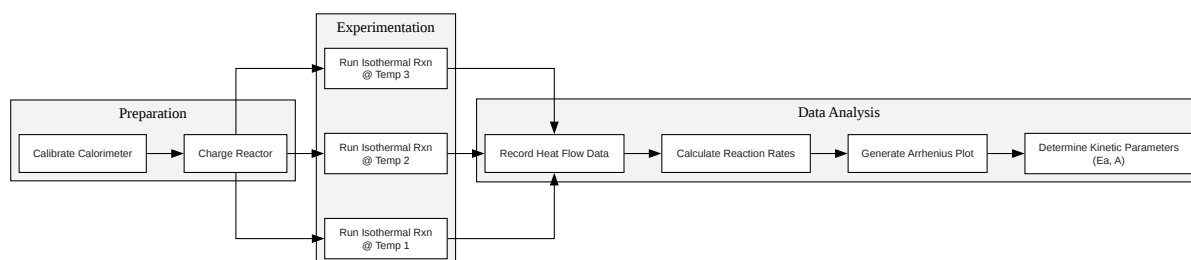 Preparation
Calibrate Calorimeter
Charge Reactor
Experimentation
Run Isothermal Rxn
@ Temp 3
Run Isothermal Rxn
@ Temp 2
Run Isothermal Rxn
@ Temp 1
Data Analysis
Record Heat Flow Data
Calculate Reaction Rates
Generate Arrhenius Plot
Determine Kinetic Parameters
(Ea, A)